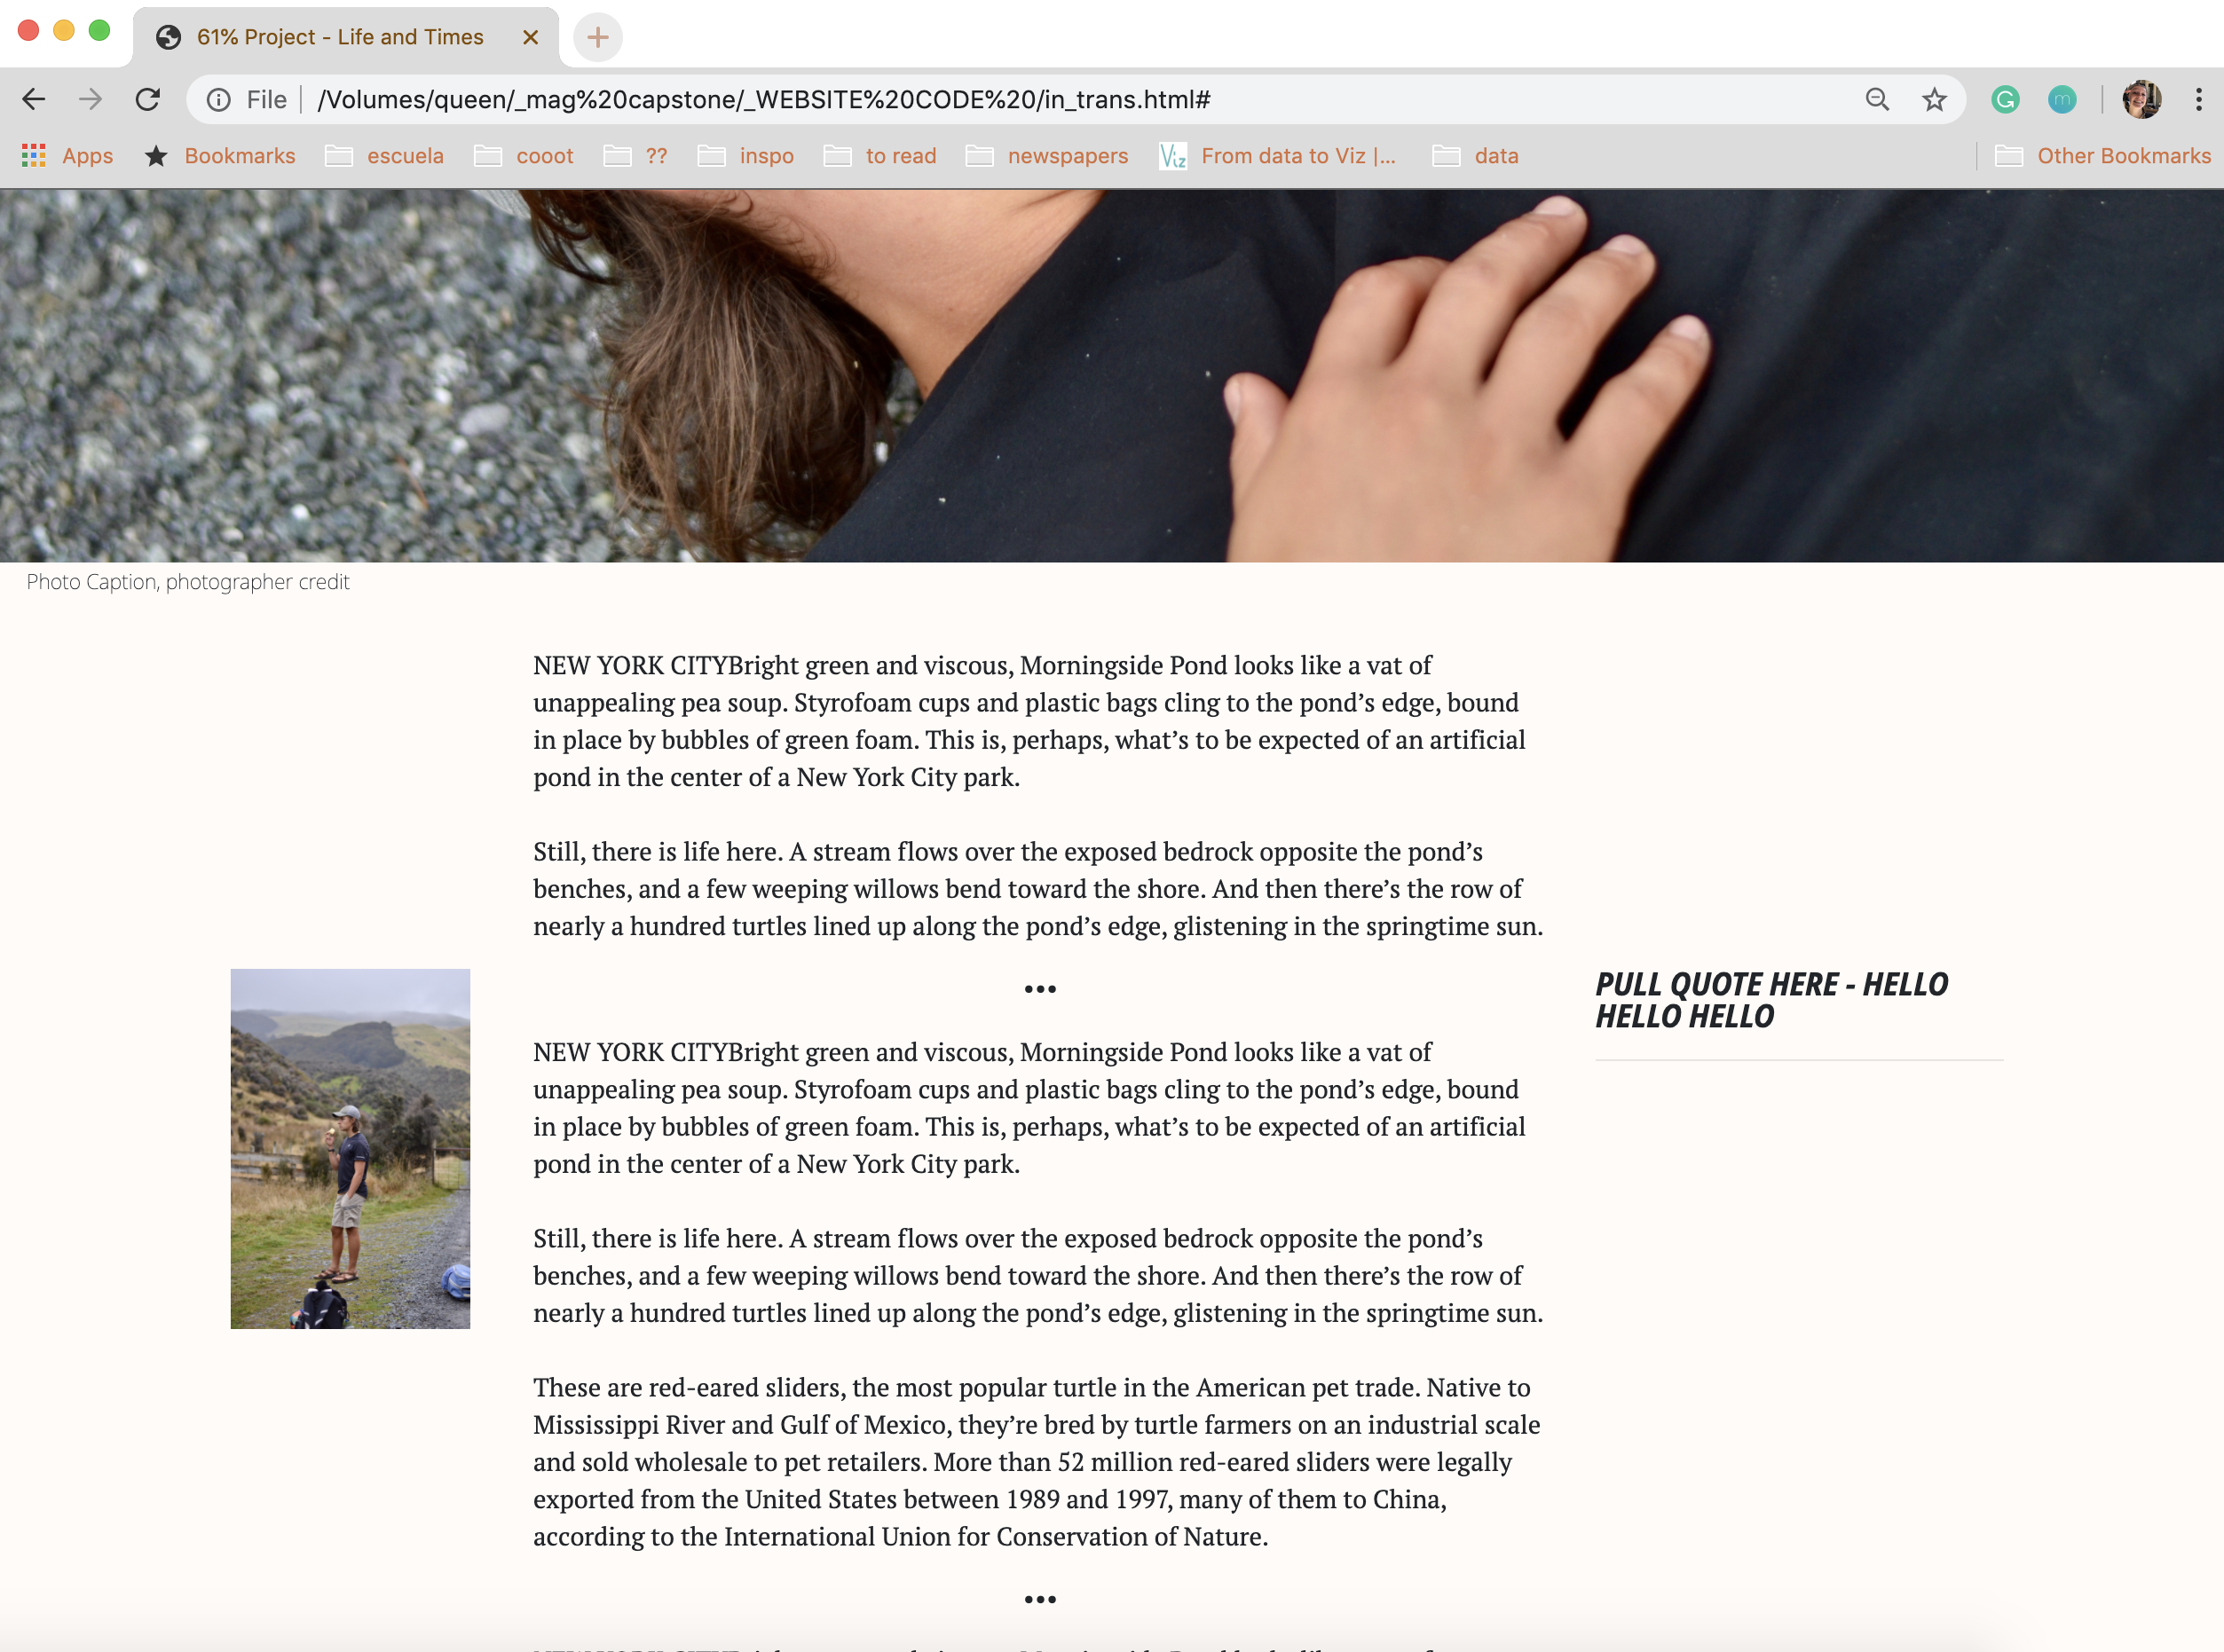 61% Project - Life and Times
File /Volumes/queen/_mag%20capstone/_WEBSITE%20CODE%20/in_trans.html#
Apps Bookmarks escuela cooot ?? inspo to read newspapers Viz From data to Viz |... data Other Bookmarks
Photo Caption, photographer credit
NEW YORK CITYBright green and viscous, Morningside Pond looks like a vat of
unappealing pea soup. Styrofoam cups and plastic bags cling to the pond’s edge, bound
in place by bubbles of green foam. This is, perhaps, what’s to be expected of an artificial
pond in the center of a New York City park.
Still, there is life here. A stream flows over the exposed bedrock opposite the pond’s
benches, and a few weeping willows bend toward the shore. And then there’s the row of
nearly a hundred turtles lined up along the pond’s edge, glistening in the springtime sun.
•••
PULL QUOTE HERE - HELLO
HELLO HELLO
NEW YORK CITYBright green and viscous, Morningside Pond looks like a vat of
unappealing pea soup. Styrofoam cups and plastic bags cling to the pond’s edge, bound
in place by bubbles of green foam. This is, perhaps, what’s to be expected of an artificial
pond in the center of a New York City park.
Still, there is life here. A stream flows over the exposed bedrock opposite the pond’s
benches, and a few weeping willows bend toward the shore. And then there’s the row of
nearly a hundred turtles lined up along the pond’s edge, glistening in the springtime sun.
These are red-eared sliders, the most popular turtle in the American pet trade. Native to
Mississippi River and Gulf of Mexico, they’re bred by turtle farmers on an industrial scale
and sold wholesale to pet retailers. More than 52 million red-eared sliders were legally
exported from the United States between 1989 and 1997, many of them to China,
according to the International Union for Conservation of Nature.
•••